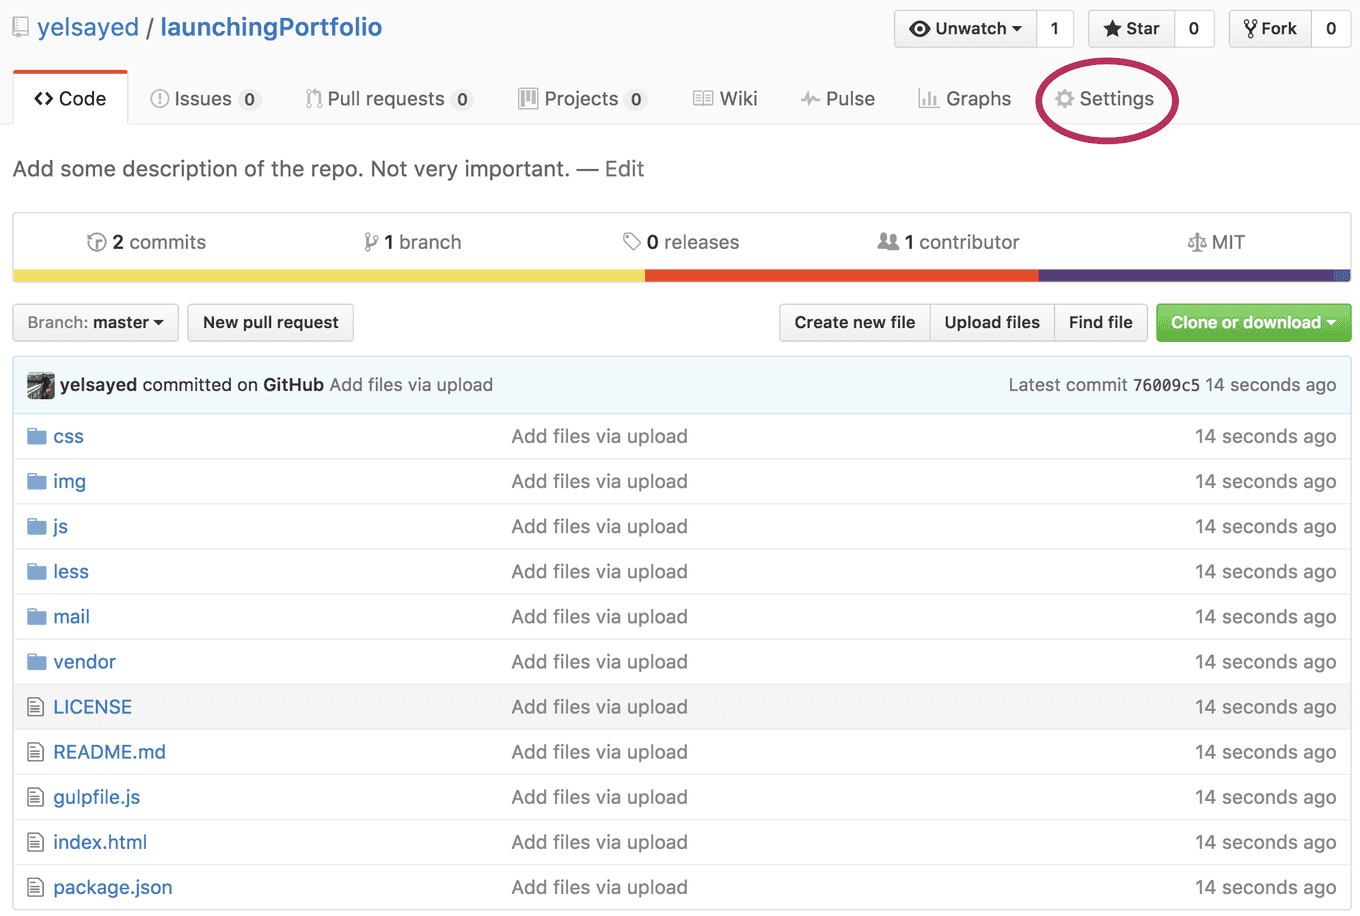 yelsayed / launchingPortfolio
Unwatch 1 Star 0 Fork 0
Code Issues 0 Pull requests 0 Projects 0 Wiki Pulse Graphs Settings
Add some description of the repo. Not very important. — Edit
2 commits 1 branch 0 releases 1 contributor MIT
Branch: master New pull request Create new file Upload files Find file Clone or download
yelsayed committed on GitHub Add files via upload Latest commit 76009c5 14 seconds ago
css Add files via upload 14 seconds ago
img Add files via upload 14 seconds ago
js Add files via upload 14 seconds ago
less Add files via upload 14 seconds ago
mail Add files via upload 14 seconds ago
vendor Add files via upload 14 seconds ago
LICENSE Add files via upload 14 seconds ago
README.md Add files via upload 14 seconds ago
gulpfile.js Add files via upload 14 seconds ago
index.html Add files via upload 14 seconds ago
package.json Add files via upload 14 seconds ago